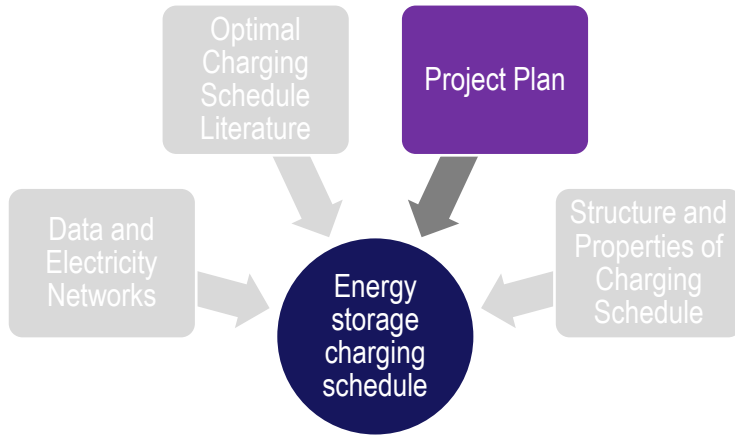 Optimal
Charging
Schedule
Literature
Project Plan
Data and
Electricity
Networks
Structure and
Properties of
Charging
Schedule
Energy
storage
charging
schedule